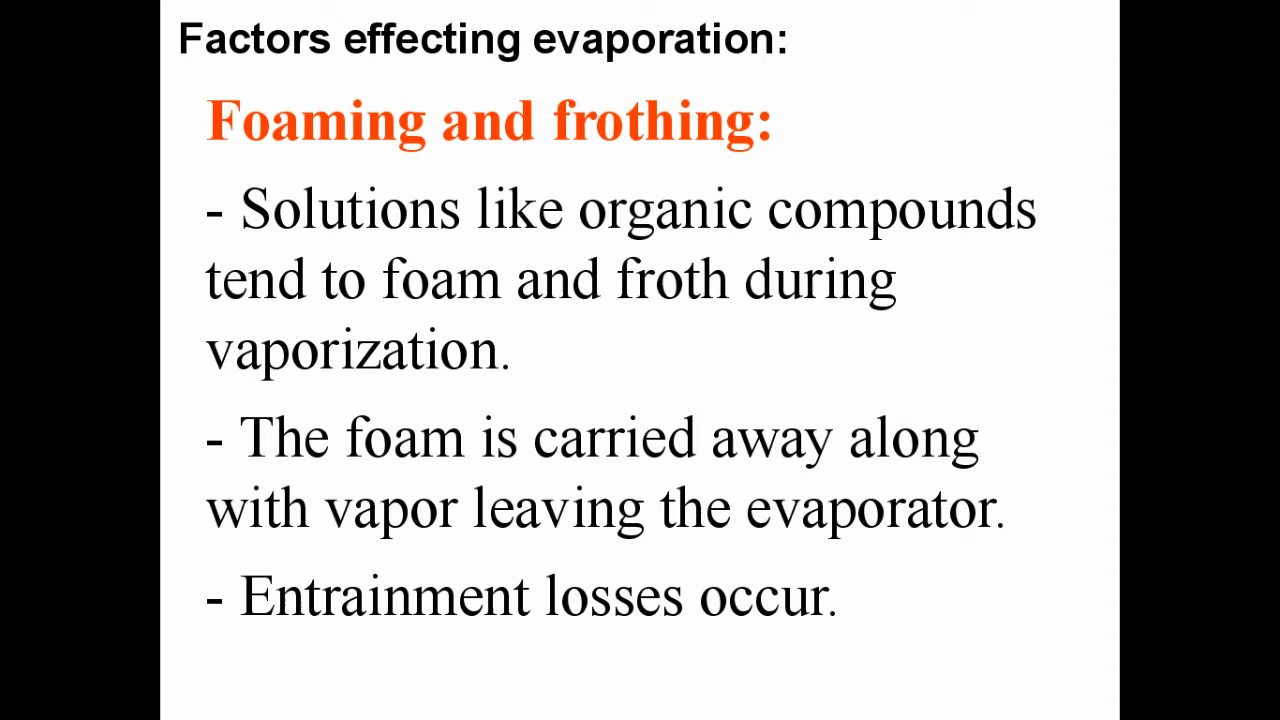 Factors effecting evaporation:
Foaming and frothing:
- Solutions like organic compounds
tend to foam and froth during
vaporization.
- The foam is carried away along
with vapor leaving the evaporator.
- Entrainment losses occur.